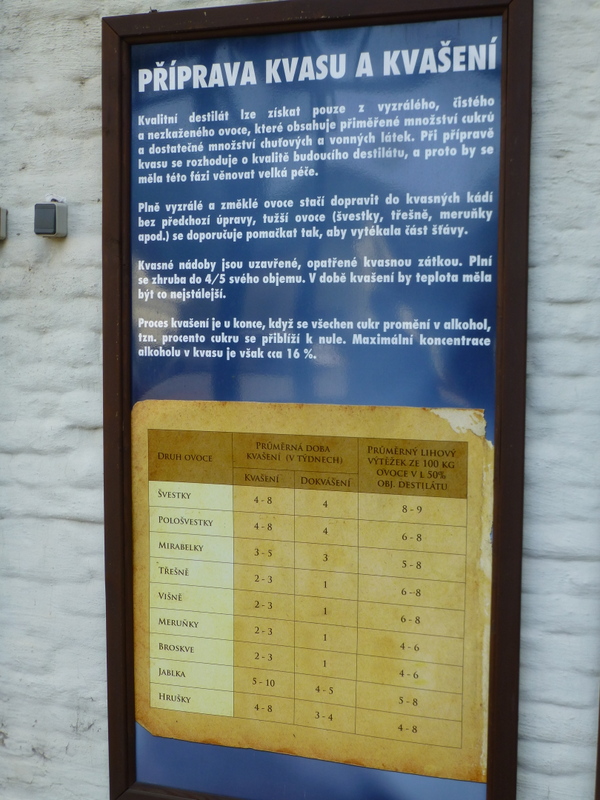 PŘÍPRAVA KVASU A KVAŠENÍ
Kvalitní destilát lze získat pouze z vyzrálého, čistého
a nezkaženého ovoce, které obsahuje přiměřené množství cukrů
a dostatečné množství chuťových a vonných látek. Při přípravě
kvasu se rozhoduje o kvalitě budoucího destilátu, a proto by se
měla této fázi věnovat velká péče.
Plně vyzrálé a změklé ovoce stačí dopravit do kvasných kádí
bez předchozí úpravy, tužší ovoce (švestky, třešně, meruňky
apod.) se doporučuje pomačkat tak, aby vytékala část šťávy.
Kvasné nádoby jsou uzavřené, opatřené kvasnou zátkou. Plní
se zhruba do 4/5 svého objemu. V době kvašení by teplota měla
být co nejstálejší.
Proces kvašení je u konce, když se všechen cukr promění v alkohol,
tzn. procento cukru se přiblíží k nule. Maximální koncentrace
alkoholu v kvasu je však cca 16 %.
DRUH OVOCE
PRŮMĚRNÁ DOBA
KVAŠENÍ (V TÝDNECH)
KVAŠENÍ DOKVÁŠENÍ
PRŮMĚRNÝ LIHOVÝ
VÝTĚŽEK ZE 100 KG
OVOCE V L 50%
OBJ. DESTILÁTU
ŠVESTKY 4 - 8 4 8 - 9
POLOŠVESTKY 4 - 8 4 6 - 8
MIRABELKY 3 - 5 3 5 - 8
TŘEŠNĚ 2 - 3 1 6 - 8
VIŠNĚ 2 - 3 1 6 - 8
MERUŇKY 2 - 3 1 4 - 6
BROSKVE 2 - 3 1 4 - 6
JABLKA 5 - 10 4 - 5 5 - 8
HRUŠKY 4 - 8 3 - 4 4 - 8